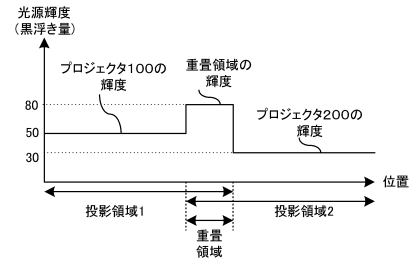 光源輝度
(黒浮き量)
プロジェクタ100の
輝度
重畳領域の
輝度
プロジェクタ200の
輝度
80
50
30
位置
投影領域1
投影領域2
重畳
領域